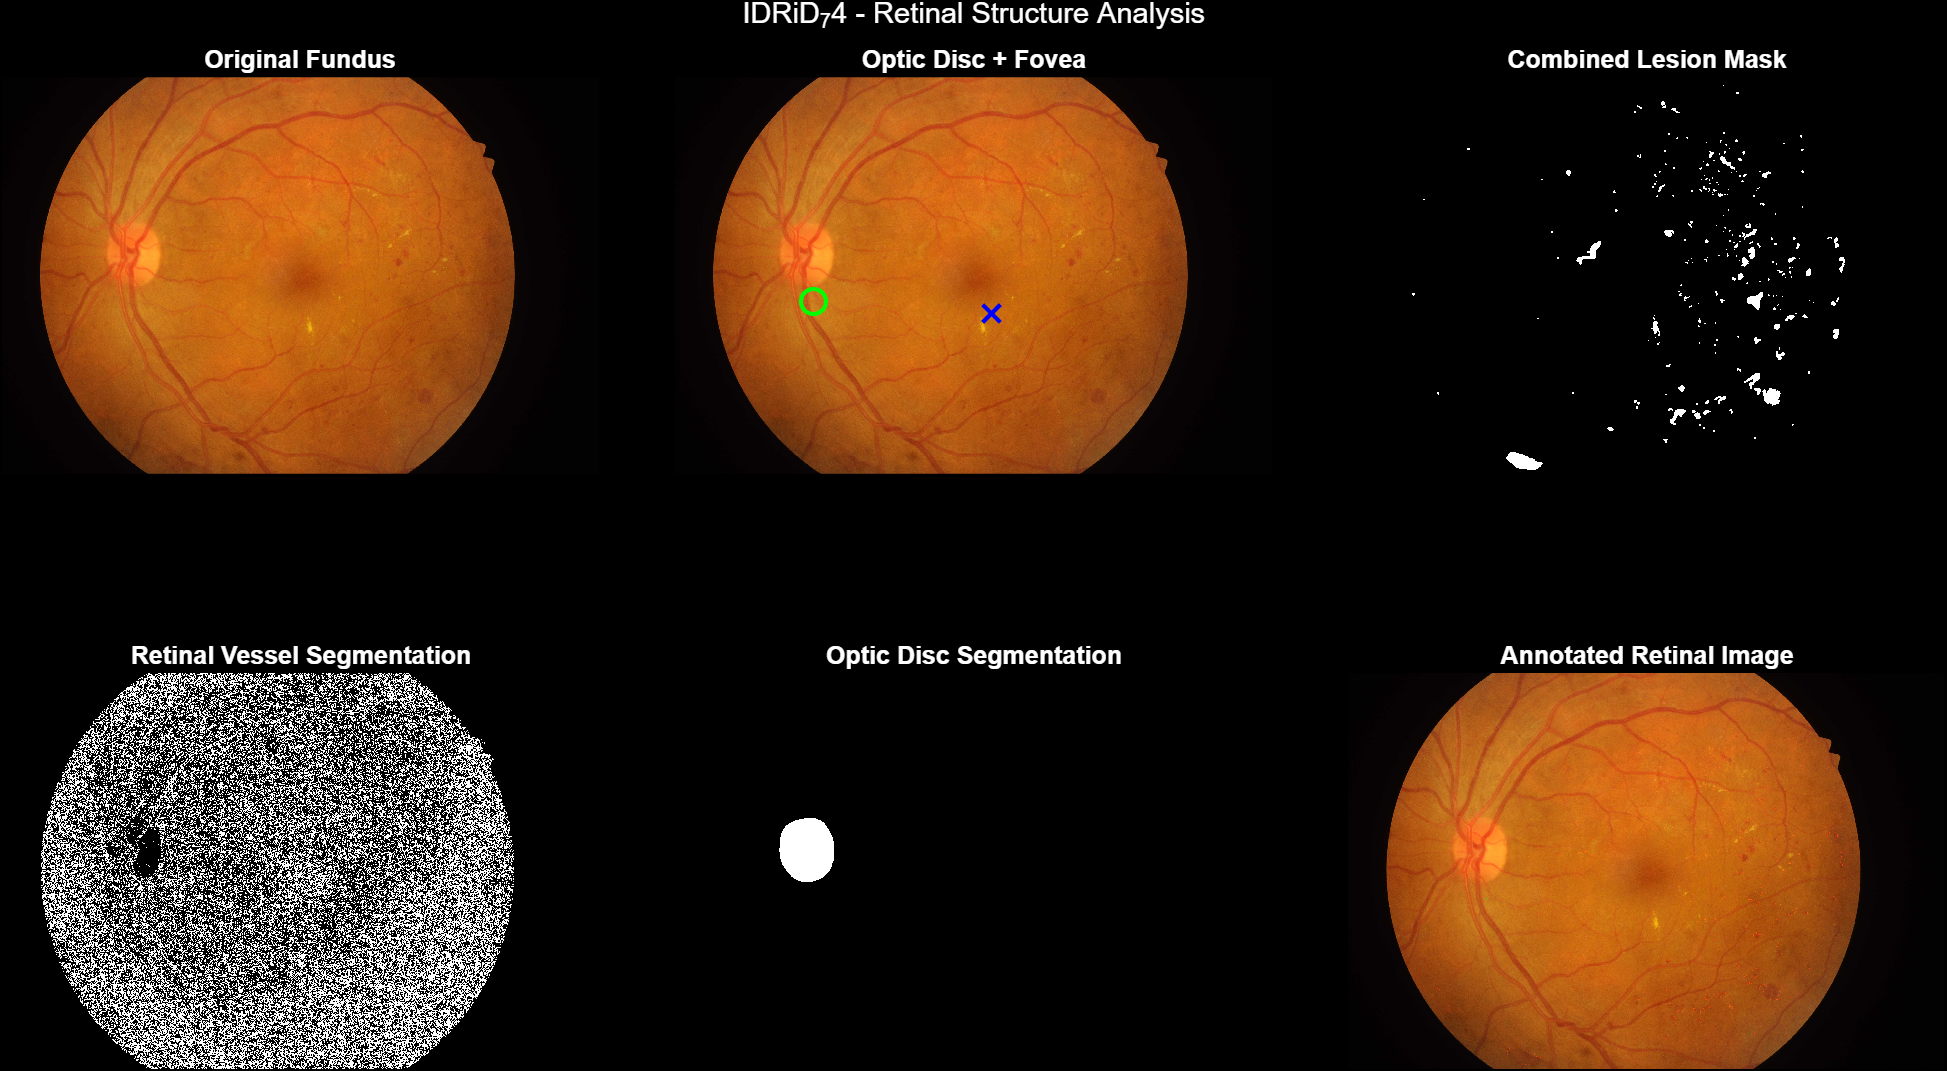 IDRiD₇4 - Retinal Structure Analysis
Original Fundus
Optic Disc + Fovea
Combined Lesion Mask
Retinal Vessel Segmentation
Optic Disc Segmentation
Annotated Retinal Image